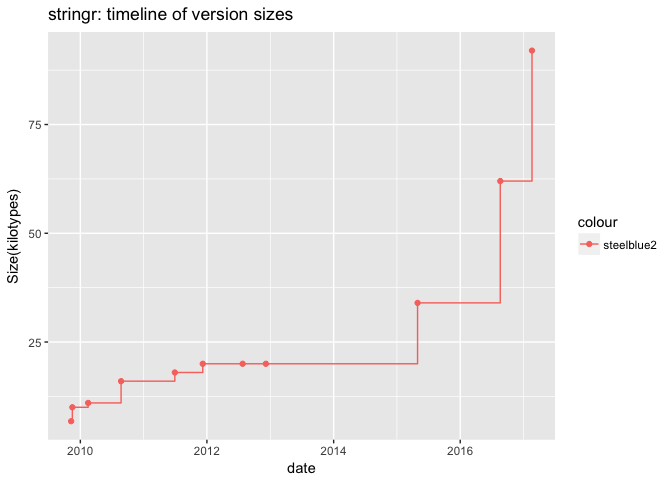 stringr: timeline of version sizes
Size(kilotypes)
75
50
25
2010
2012
2014
2016
date
colour
steelblue2